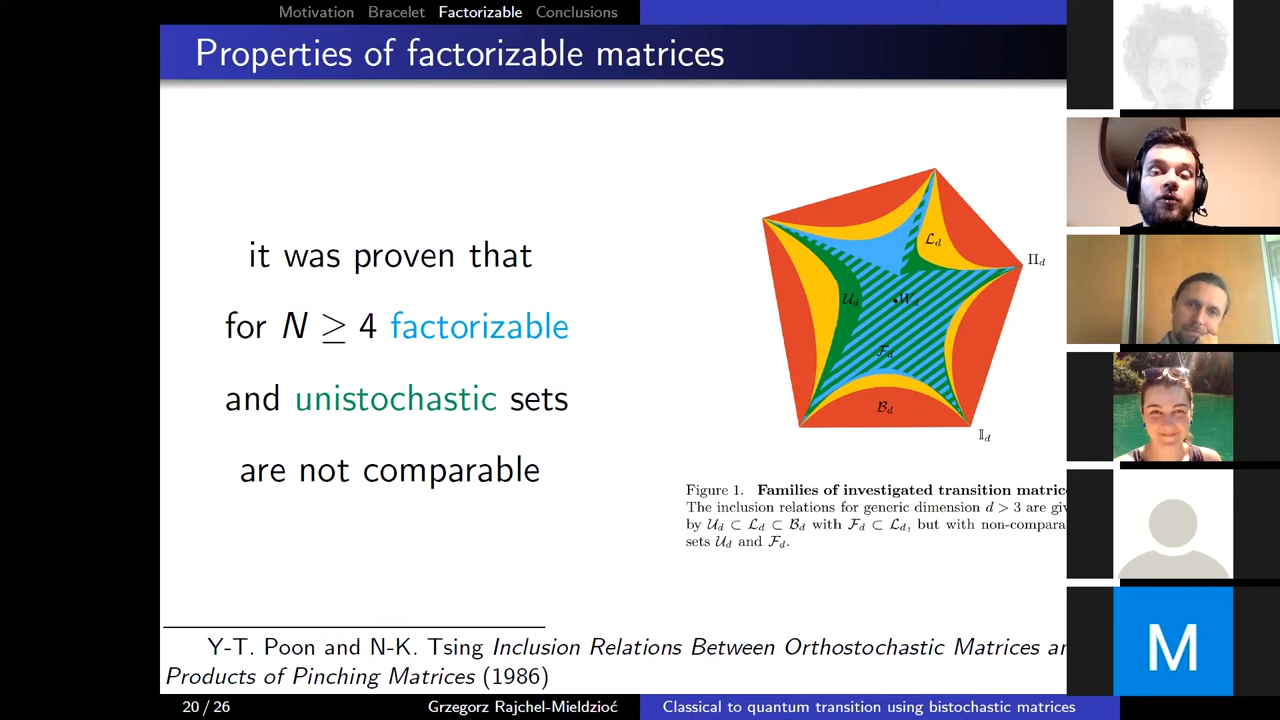 Motivation Bracelet Factorizable Conclusions
Properties of factorizable matrices
it was proven that
for N ≥ 4 factorizable
and unistochastic sets
are not comparable
ℒd
Πd
𝒰d
Wd
ℱd
ℬd
𝕀d
Figure 1. Families of investigated transition matric
The inclusion relations for generic dimension d > 3 are giv
by 𝒰d ⊂ ℒd ⊂ ℬd with ℱd ⊂ ℒd, but with non-compara
sets 𝒰d and ℱd.
Y-T. Poon and N-K. Tsing Inclusion Relations Between Orthostochastic Matrices an
Products of Pinching Matrices (1986)
20 / 26 Grzegorz Rajchel-Mieldzioć Classical to quantum transition using bistochastic matrices
M